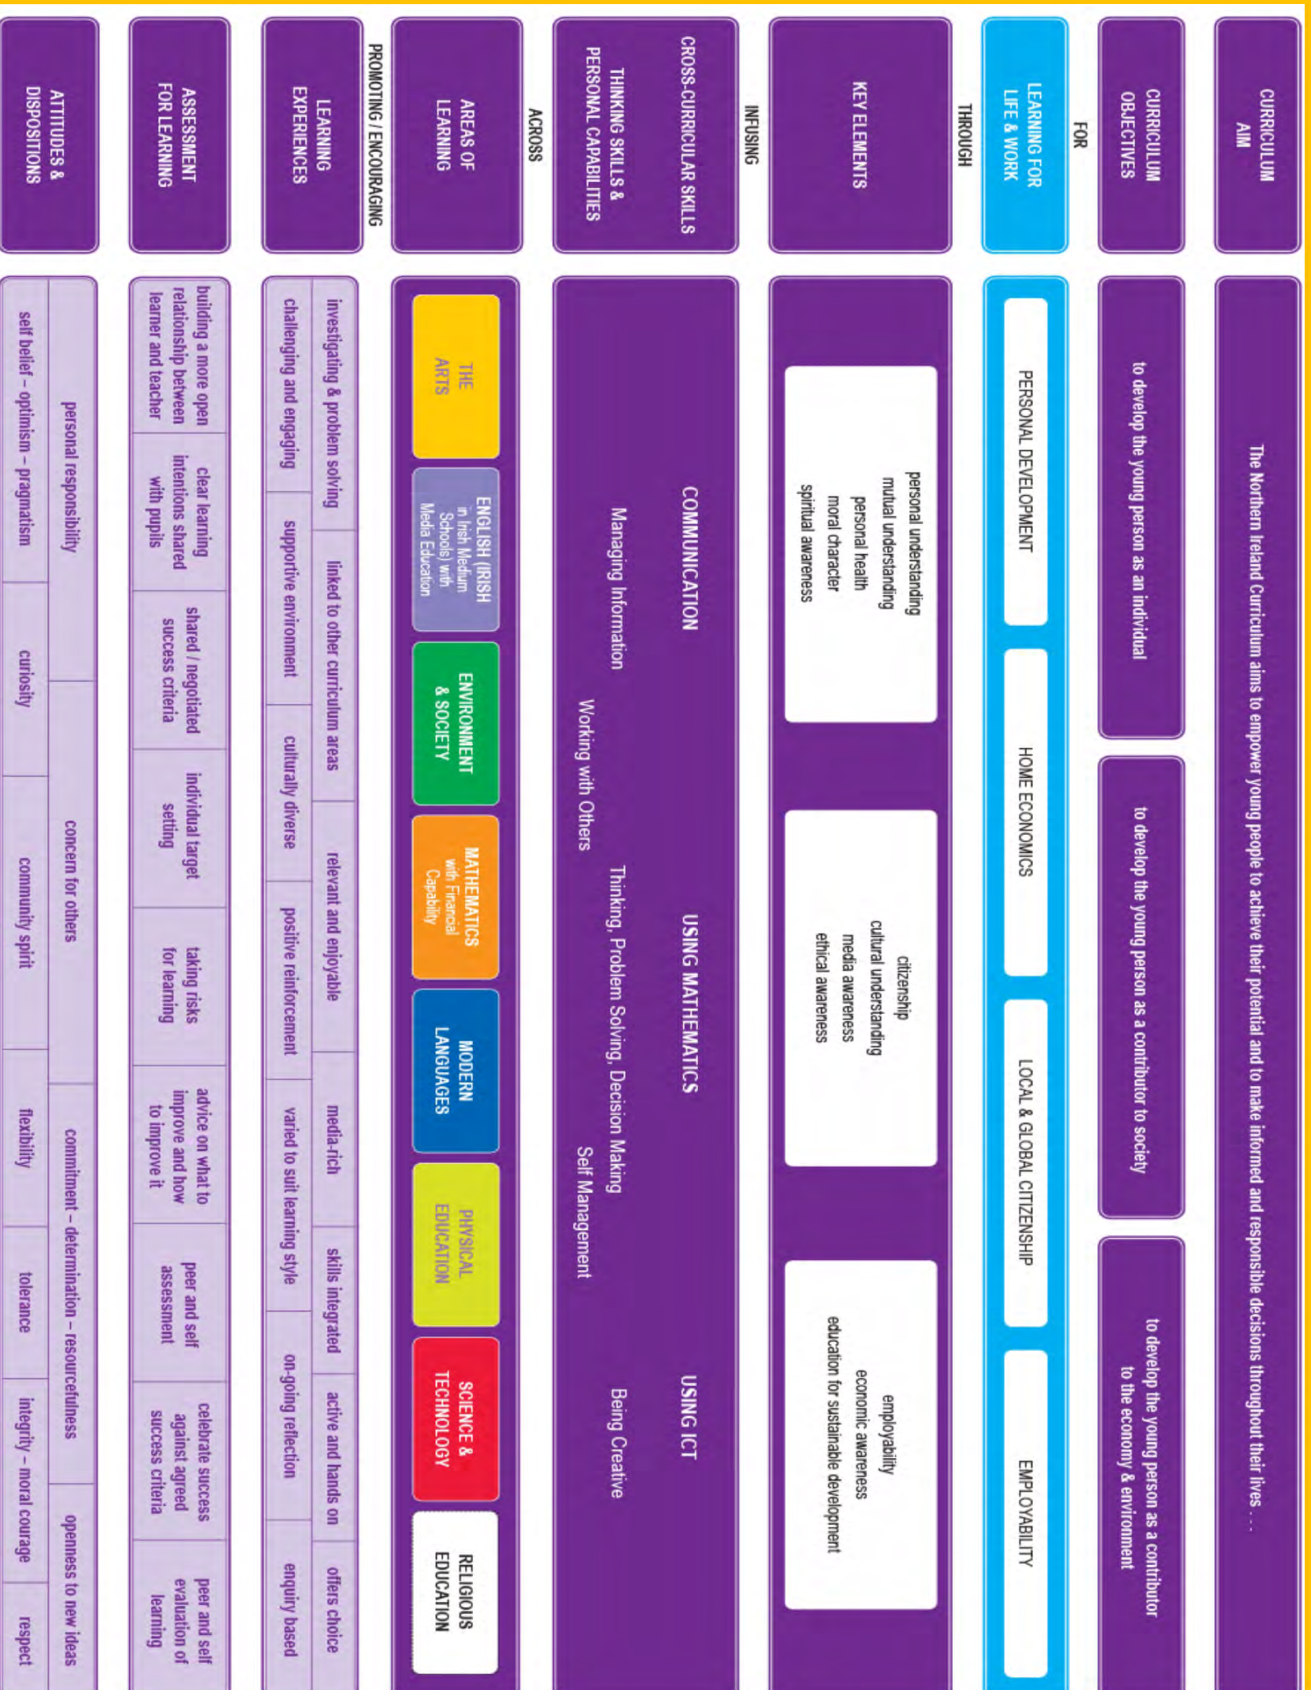 CURRICULUM
AIM
The Northern Ireland Curriculum aims to empower young people to achieve their potential and to make informed and responsible decisions throughout their lives . . .
CURRICULUM
OBJECTIVES
to develop the young person as an individual
to develop the young person as a contributor to society
to develop the young person as a contributor
to the economy & environment
FOR
LEARNING FOR
LIFE & WORK
PERSONAL DEVELOPMENT
HOME ECONOMICS
LOCAL & GLOBAL CITIZENSHIP
EMPLOYABILITY
THROUGH
KEY ELEMENTS
personal understanding
mutual understanding
personal health
moral character
spiritual awareness
citizenship
cultural understanding
media awareness
ethical awareness
employability
economic awareness
education for sustainable development
INFUSING
CROSS-CURRICULAR SKILLS
THINKING SKILLS &
PERSONAL CAPABILITIES
COMMUNICATION
USING MATHEMATICS
USING ICT
Managing Information
Thinking, Problem Solving, Decision Making
Being Creative
Working with Others
Self Management
ACROSS
AREAS OF
LEARNING
THE
ARTS
ENGLISH (IRISH
in Irish Medium
Schools) with
Media Education
ENVIRONMENT
& SOCIETY
MATHEMATICS
with Financial
Capability
MODERN
LANGUAGES
PHYSICAL
EDUCATION
SCIENCE &
TECHNOLOGY
RELIGIOUS
EDUCATION
PROMOTING / ENCOURAGING
LEARNING
EXPERIENCES
investigating & problem solving
linked to other curriculum areas
relevant and enjoyable
media-rich
skills integrated
active and hands on
offers choice
challenging and engaging
supportive environment
culturally diverse
positive reinforcement
varied to suit learning style
on-going reflection
enquiry based
ASSESSMENT
FOR LEARNING
building a more open
relationship between
learner and teacher
clear learning
intentions shared
with pupils
shared / negotiated
success criteria
individual target
setting
taking risks
for learning
advice on what to
improve and how
to improve it
peer and self
assessment
celebrate success
against agreed
success criteria
peer and self
evaluation of
learning
ATTITUDES &
DISPOSITIONS
personal responsibility
concern for others
commitment – determination – resourcefulness
openness to new ideas
self belief – optimism – pragmatism
curiosity
community spirit
flexibility
tolerance
integrity – moral courage
respect